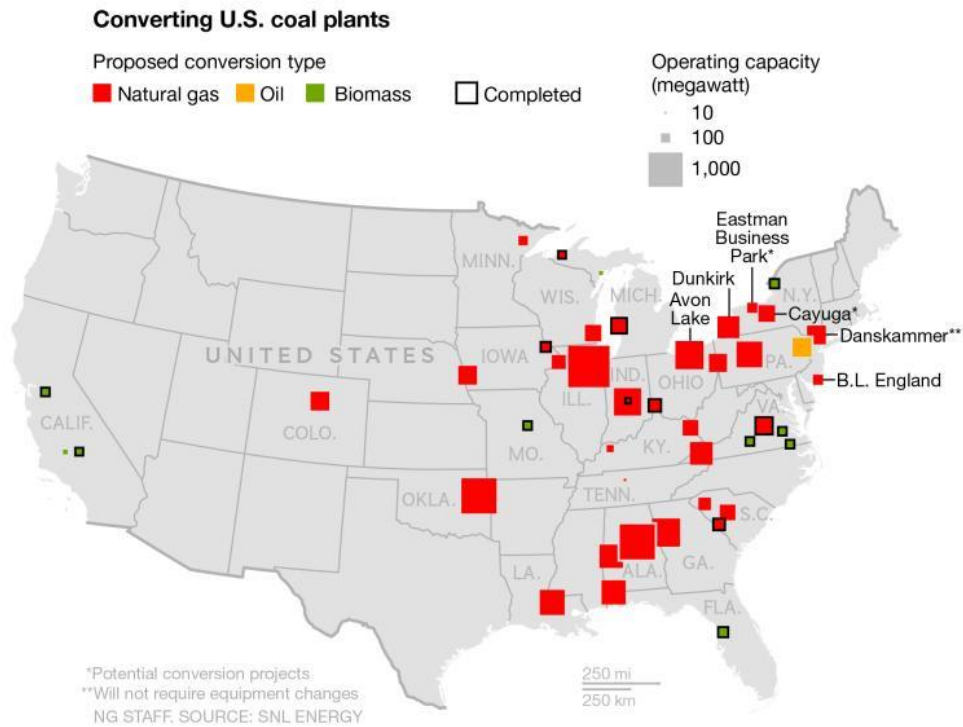 Converting U.S. coal plants
Proposed conversion type
Natural gas
Oil
Biomass
Completed
Operating capacity
(megawatt)
10
100
1,000
Eastman
Business
Park*
Dunkirk
Avon
Lake
Cayuga*
Danskammer**
B.L. England
MINN.
WIS.
MICH.
N.Y.
UNITED STATES
IOWA
PA.
OHIO
IND.
ILL.
CALIF.
COLO.
MO.
KY.
VA.
OKLA.
TENN.
S.C.
LA.
ALA.
GA.
FLA.
*Potential conversion projects
**Will not require equipment changes
NG STAFF. SOURCE: SNL ENERGY
250 mi
250 km